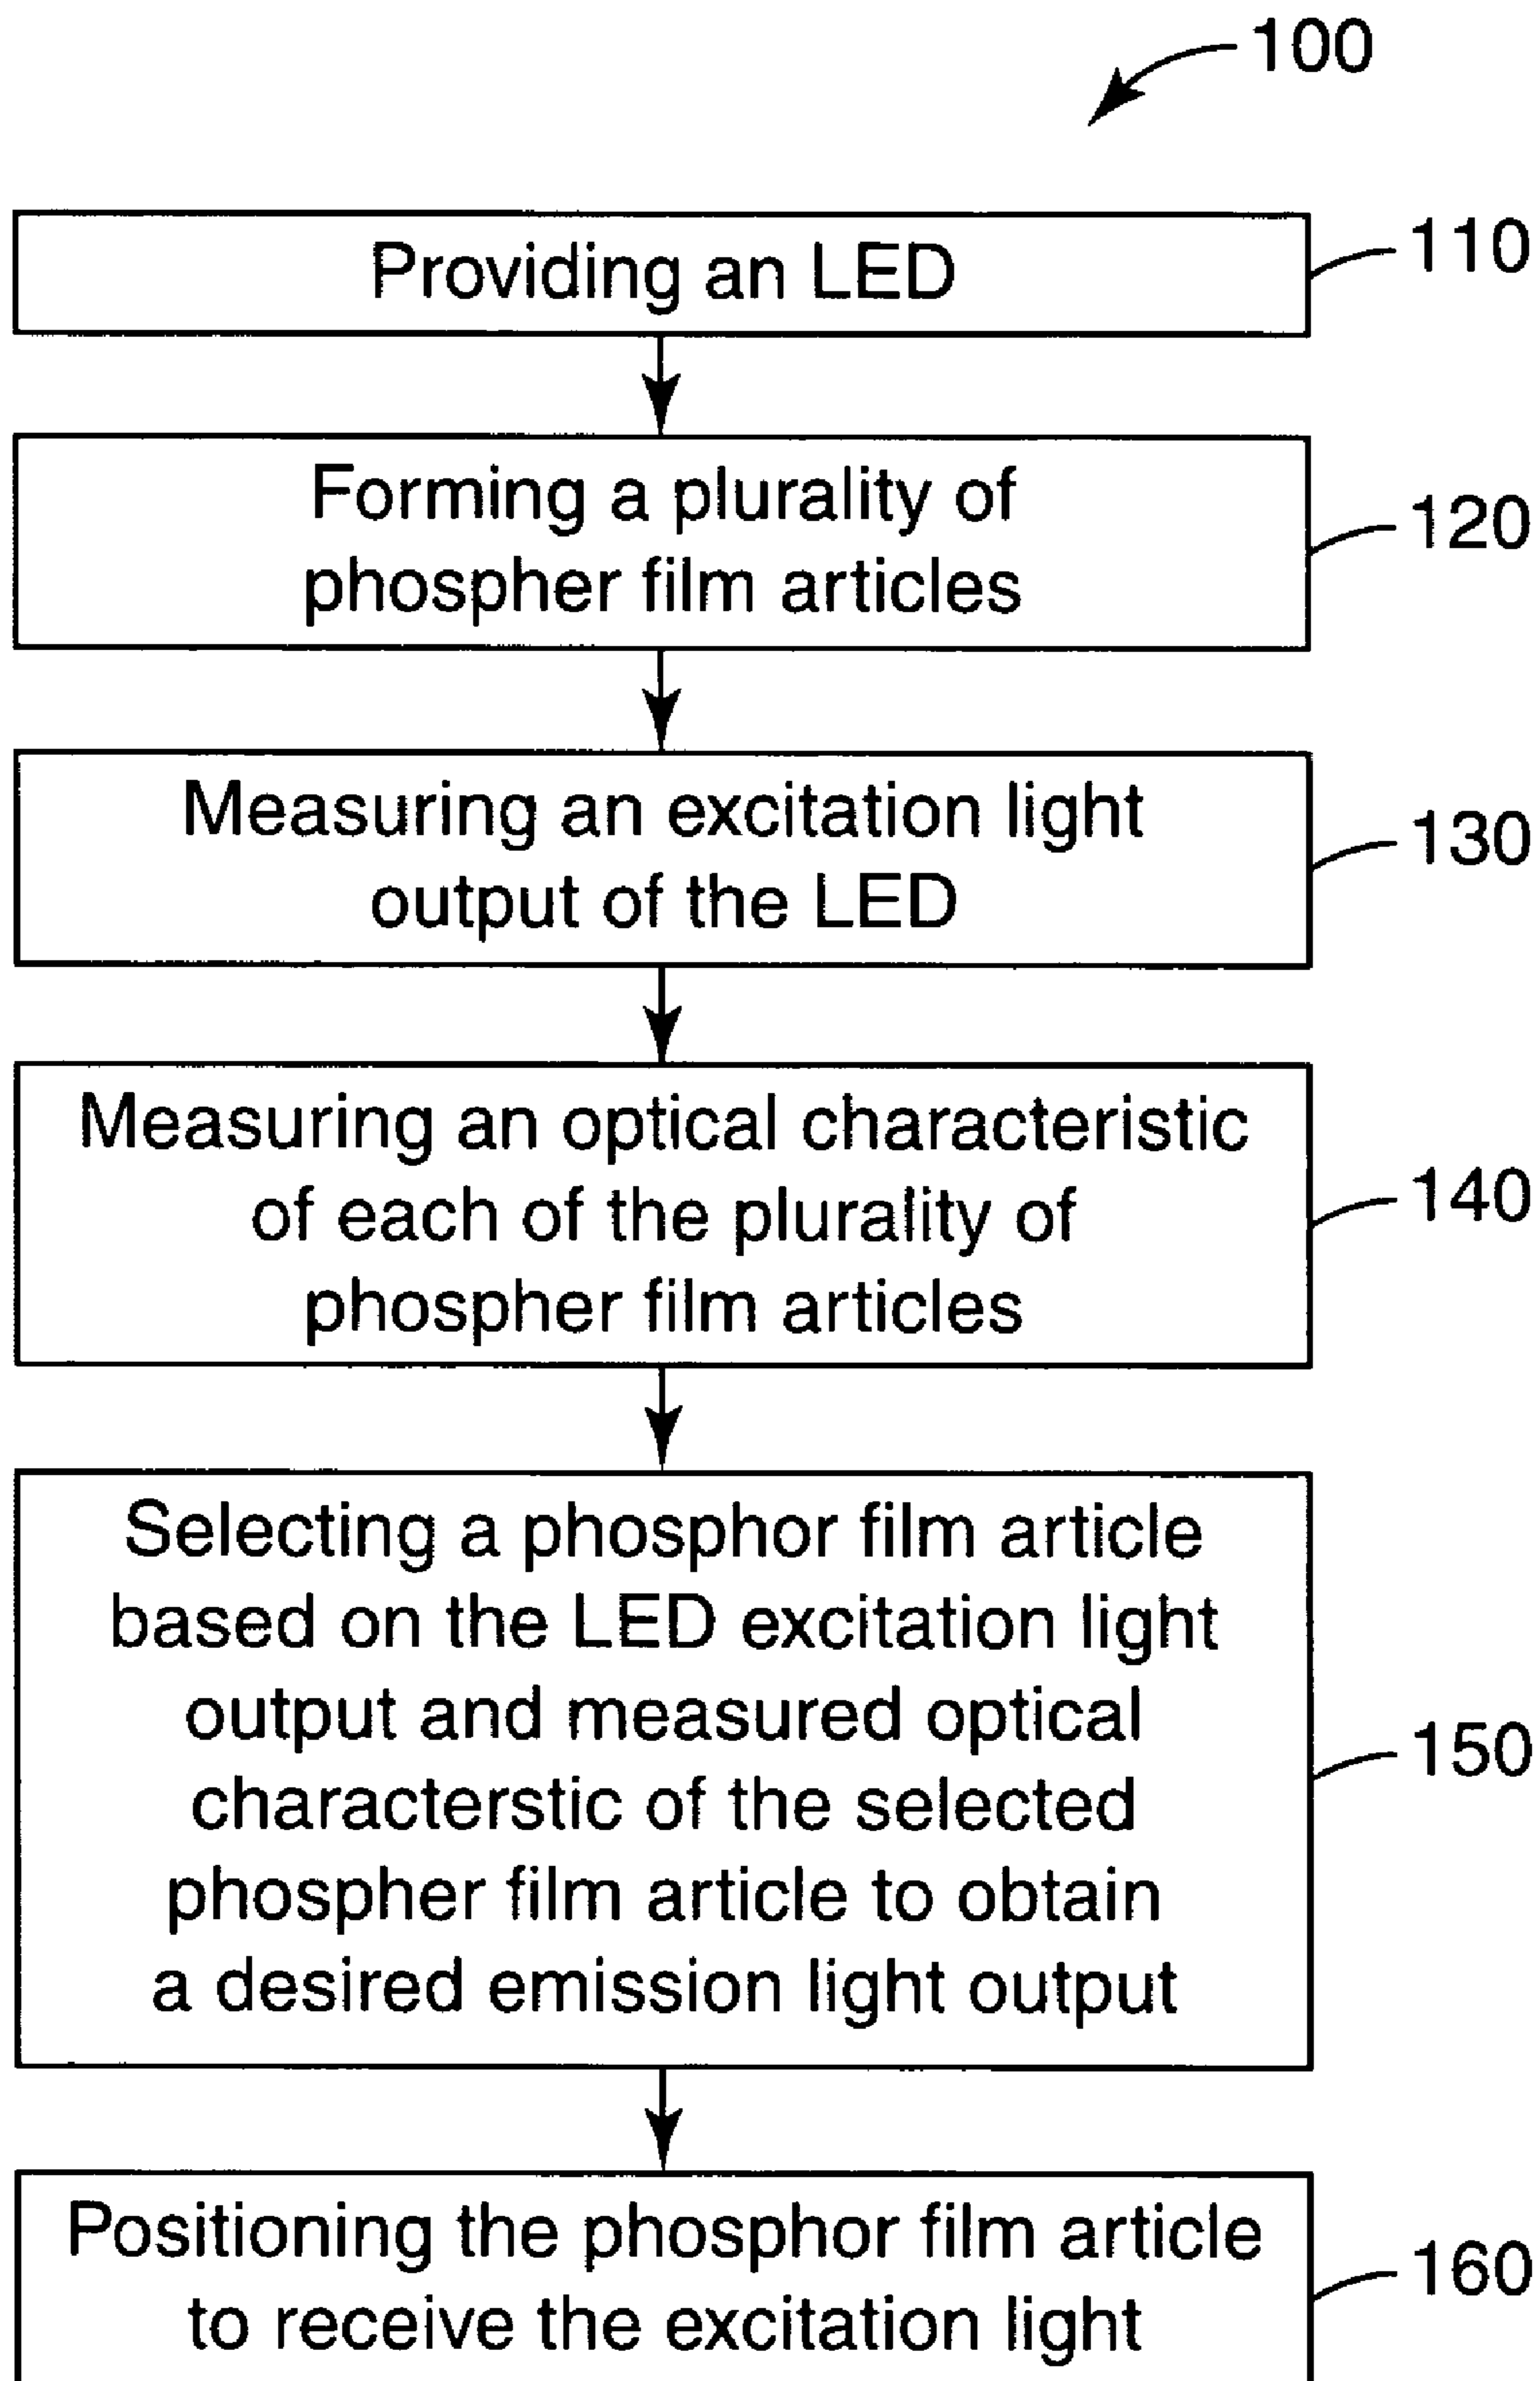 100
Providing an LED
110
Forming a plurality of
phospher film articles
120
Measuring an excitation light
output of the LED
130
Measuring an optical characteristic
of each of the plurality of
phospher film articles
140
Selecting a phosphor film article
based on the LED excitation light
output and measured optical
characterstic of the selected
phospher film article to obtain
a desired emission light output
150
Positioning the phosphor film article
to receive the excitation light
160